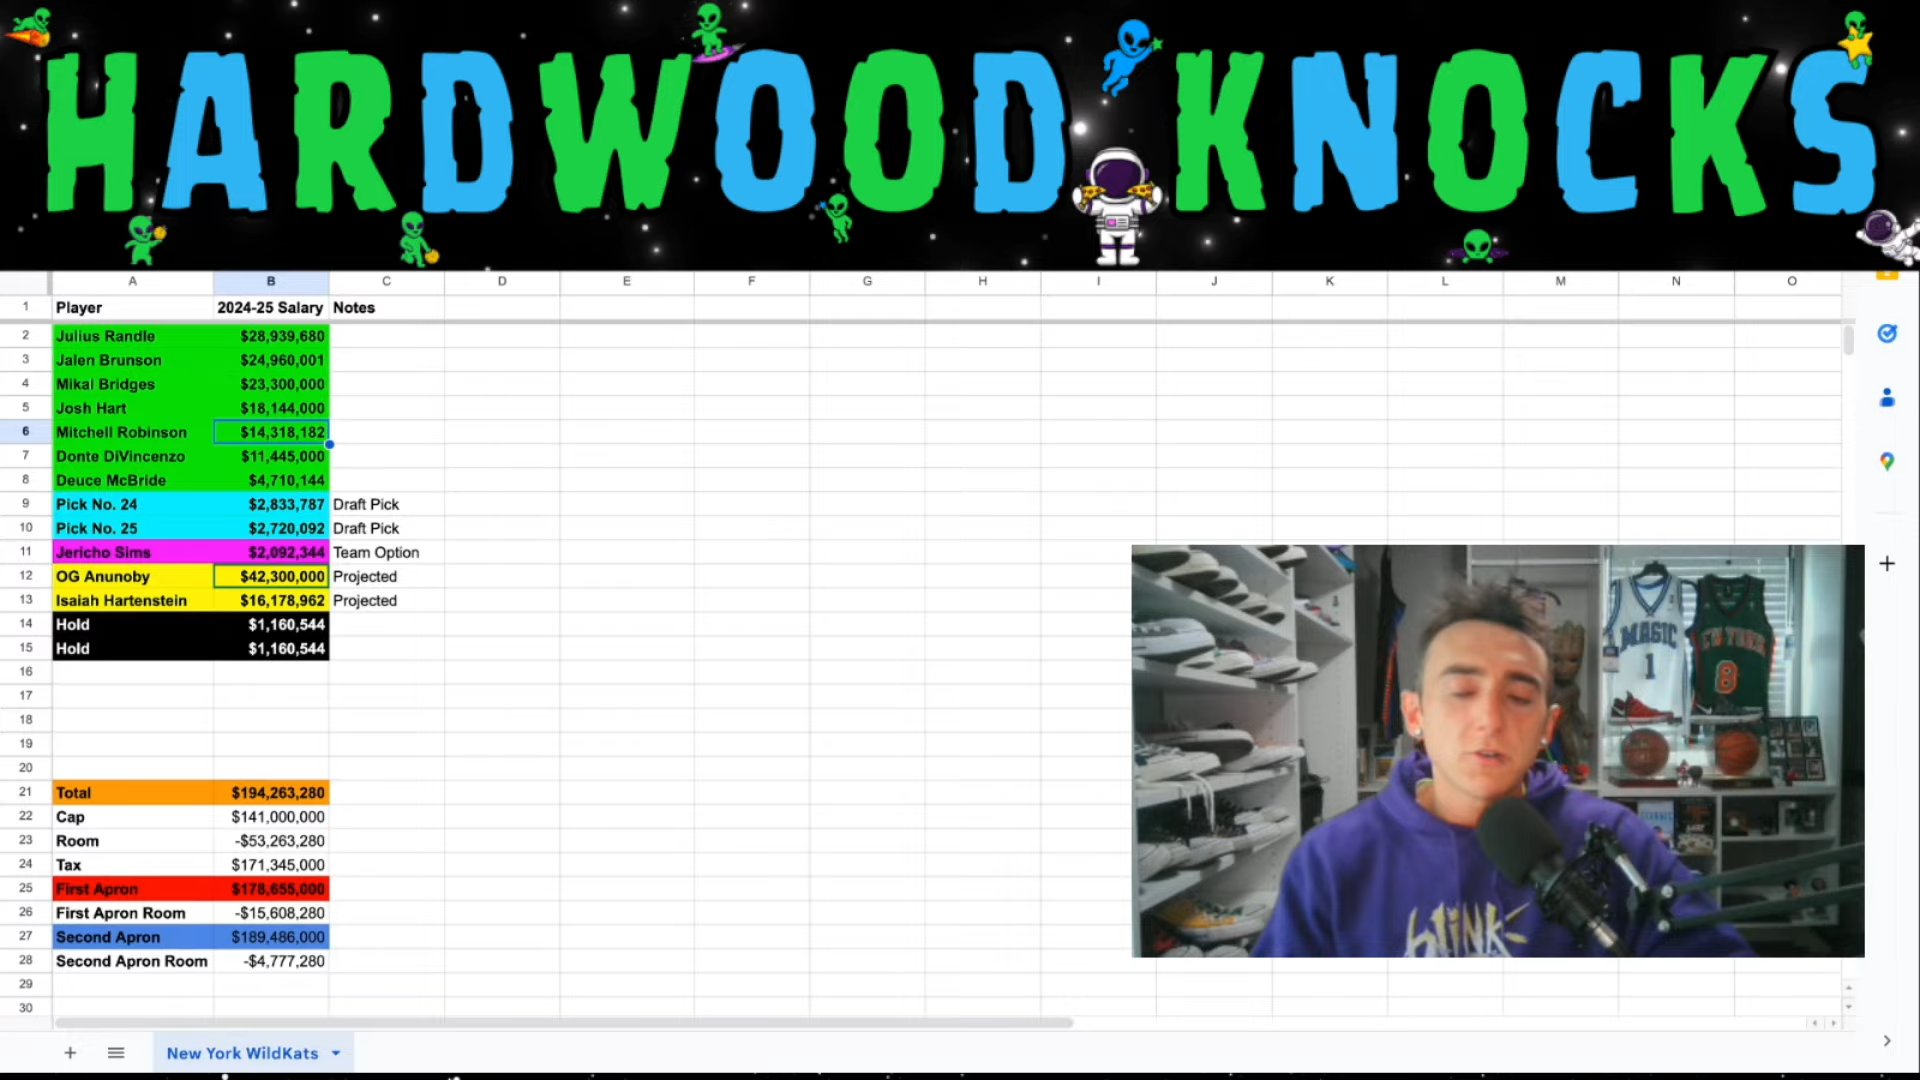 HARDWOOD KNOCKS
A B C D E F G H I J K L M N O
1 Player 2024-25 Salary Notes
2 Julius Randle $28,939,680
3 Jalen Brunson $24,960,001
4 Mikal Bridges $23,300,000
5 Josh Hart $18,144,000
6 Mitchell Robinson $14,318,182
7 Donte DiVincenzo $11,445,000
8 Deuce McBride $4,710,144
9 Pick No. 24 $2,833,787 Draft Pick
10 Pick No. 25 $2,720,092 Draft Pick
11 Jericho Sims $2,092,344 Team Option
12 OG Anunoby $42,300,000 Projected
13 Isaiah Hartenstein $16,178,962 Projected
14 Hold $1,160,544
15 Hold $1,160,544
16
17
18
19
20
21 Total $194,263,280
22 Cap $141,000,000
23 Room -$53,263,280
24 Tax $171,345,000
25 First Apron $178,655,000
26 First Apron Room -$15,608,280
27 Second Apron $189,486,000
28 Second Apron Room -$4,777,280
29
30
MAGIC
1
NEW YORK
8
blink
New York WildKats